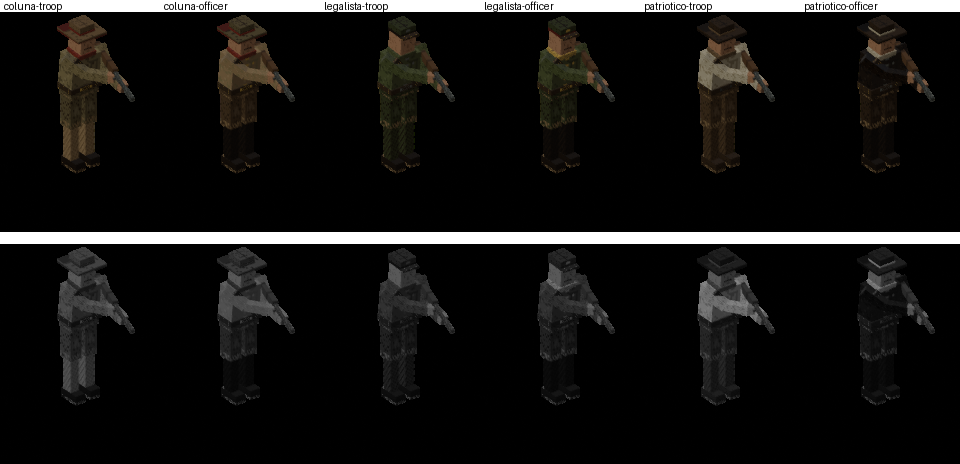 coluna-troop
coluna-officer
legalista-troop
legalista-officer
patriotico-troop
patriotico-officer